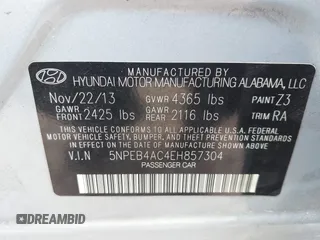 MANUFACTURED BY
HYUNDAI MOTOR MANUFACTURING ALABAMA, LLC
Nov/22/13 GVWR 4365 lbs PAINT Z3
GAWR FRONT 2425 lbs GAWR REAR 2116 lbs TRIM RA
THIS VEHICLE CONFORMS TO ALL APPLICABLE U.S. FEDERAL
MOTOR VEHICLE SAFETY, BUMPER, AND THEFT PREVENTION
STANDARDS IN EFFECT ON THE DATE OF MANUFACTURE
SHOWN ABOVE.
V.I.N 5NPEB4AC4EH857304
PASSENGER CAR